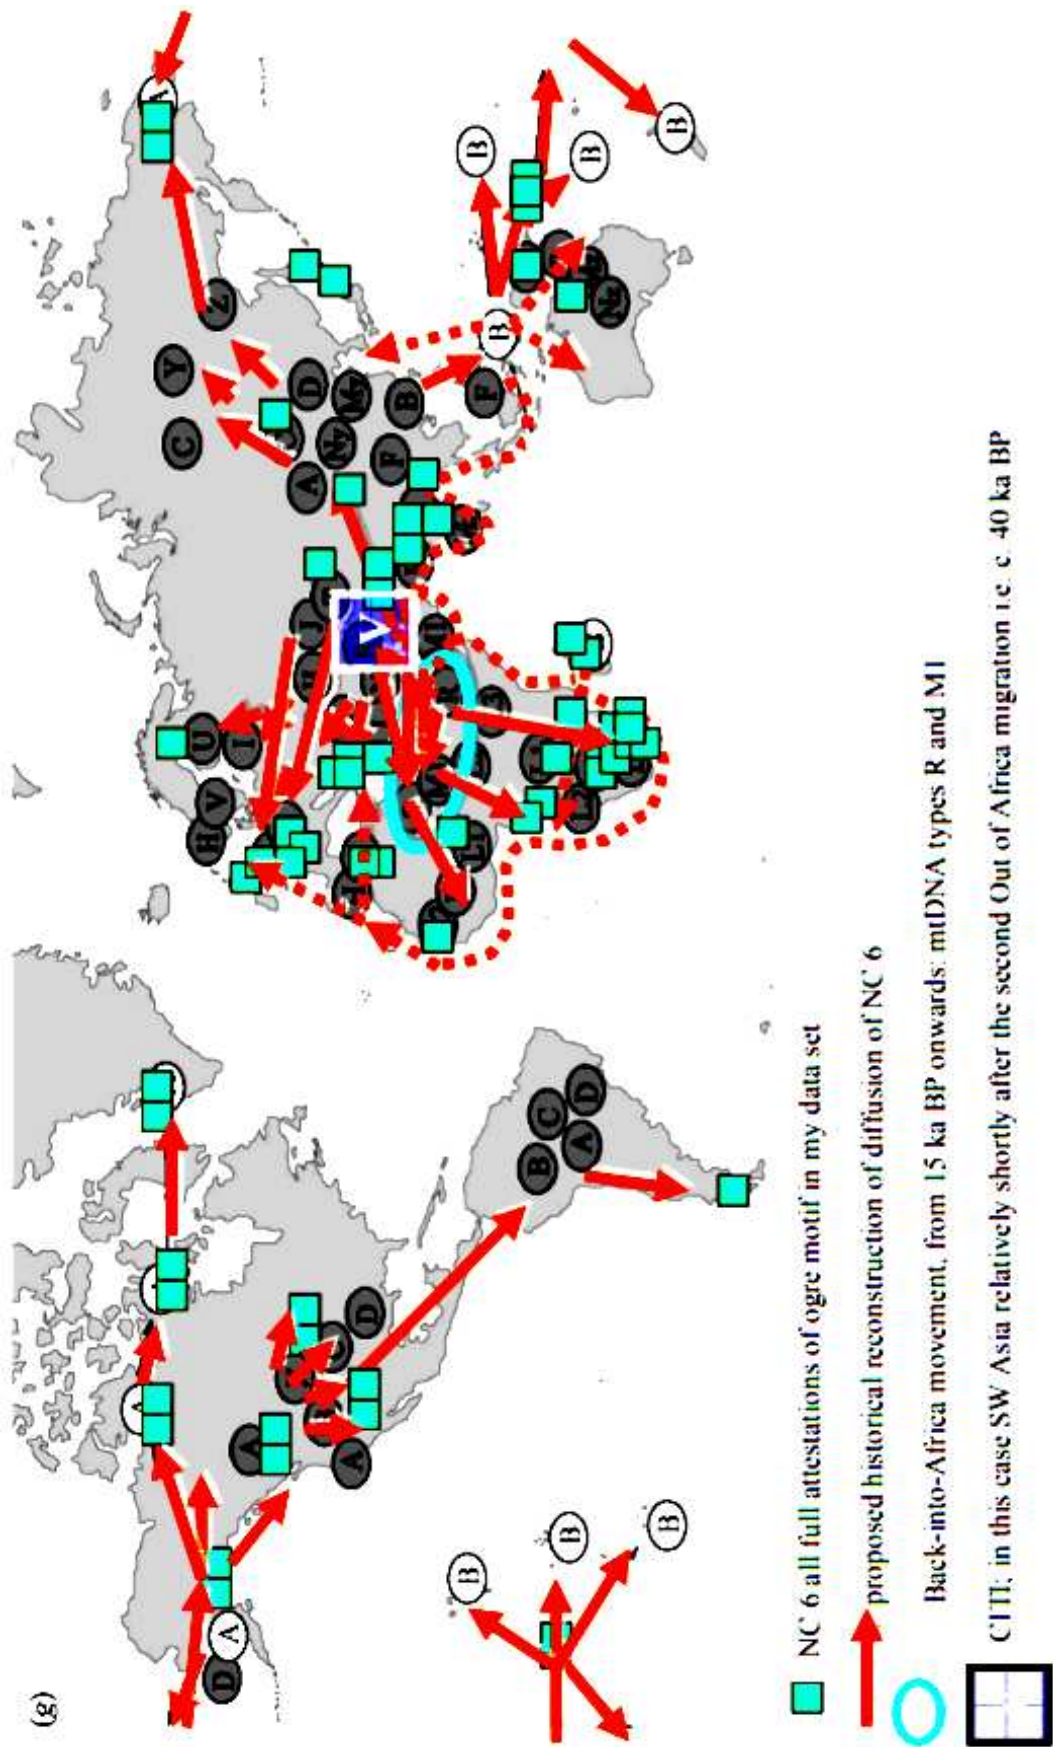 (g)
D
A
A
A
A
B
C
D
B
A
C
D
B
B
B
H
V
U
I
J
A
C
Y
Z
D
F
B
F
B
B
B
B
A
V
NC 6 all full attestations of ogre motif in my data set
proposed historical reconstruction of diffusion of NC 6
Back-into-Africa movement, from 15 ka BP onwards: mtDNA types R and M1
CITI; in this case SW Asia relatively shortly after the second Out of Africa migration i.e. c. 40 ka BP